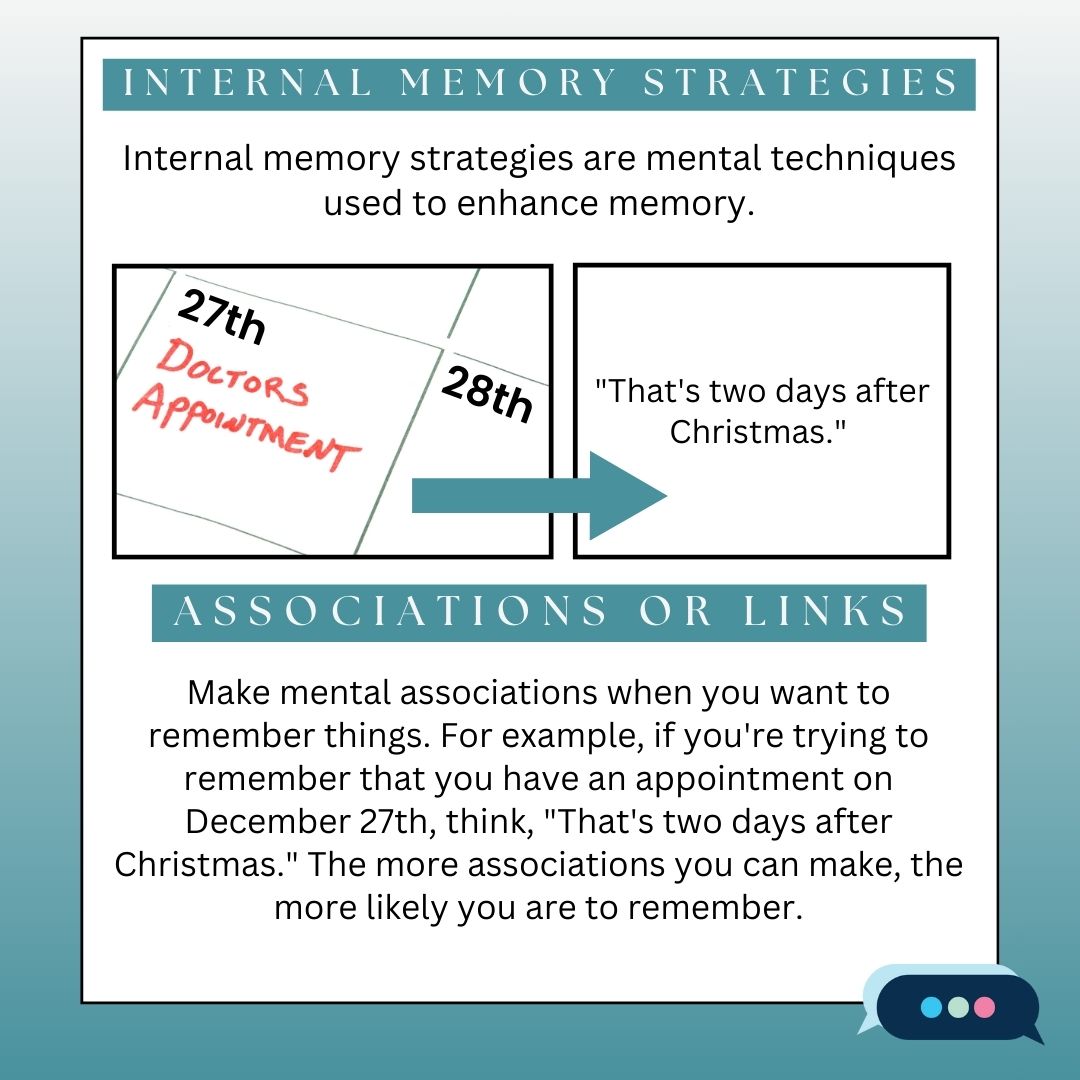 INTERNAL MEMORY STRATEGIES
Internal memory strategies are mental techniques
used to enhance memory.
27th
DOCTORS
APPOINTMENT
28th
"That's two days after
Christmas."
ASSOCIATIONS OR LINKS
Make mental associations when you want to
remember things. For example, if you're trying to
remember that you have an appointment on
December 27th, think, "That's two days after
Christmas." The more associations you can make, the
more likely you are to remember.